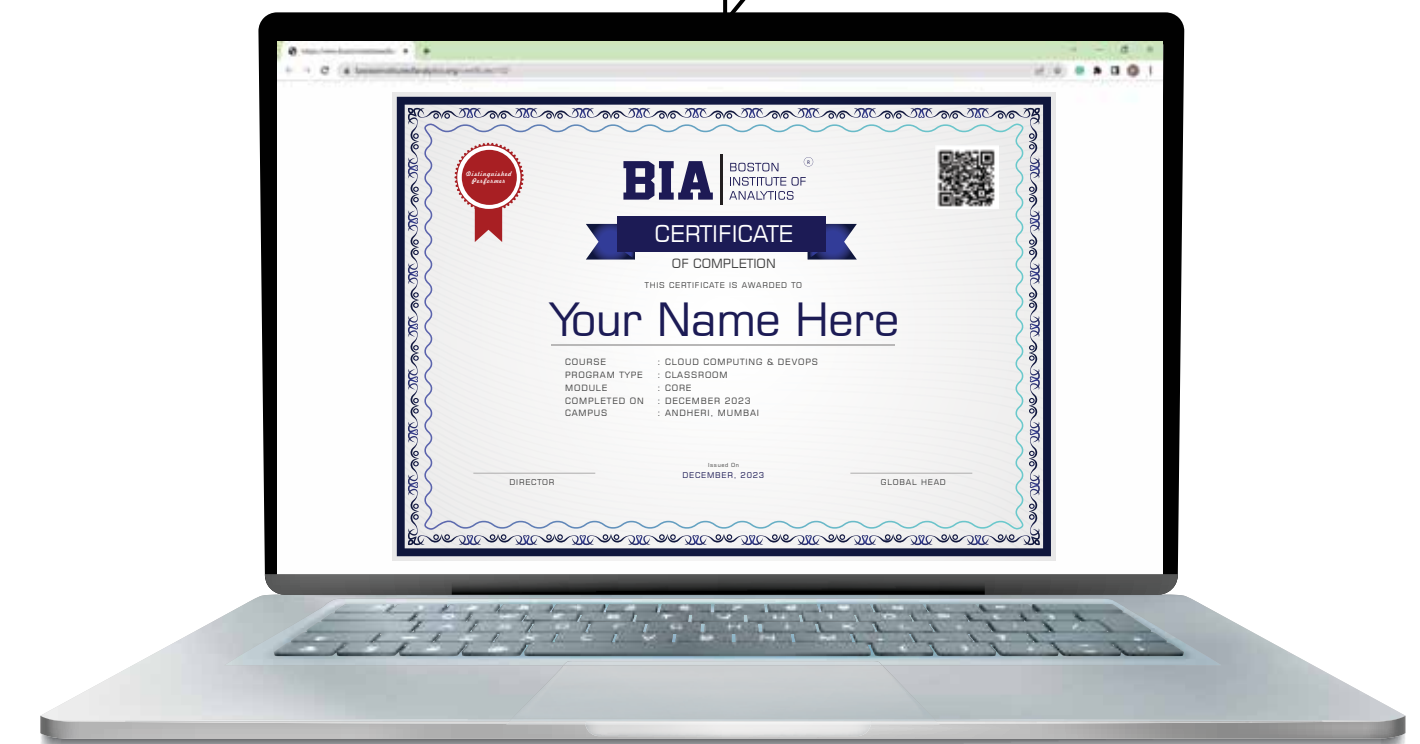 Distinguished
Performer
BIA
BOSTON
INSTITUTE OF
ANALYTICS
®
CERTIFICATE
OF COMPLETION
THIS CERTIFICATE IS AWARDED TO
Your Name Here
COURSE : CLOUD COMPUTING & DEVOPS
PROGRAM TYPE : CLASSROOM
MODULE : CORE
COMPLETED ON : DECEMBER 2023
CAMPUS : ANDHERI, MUMBAI
Issued On
DECEMBER, 2023
DIRECTOR
GLOBAL HEAD